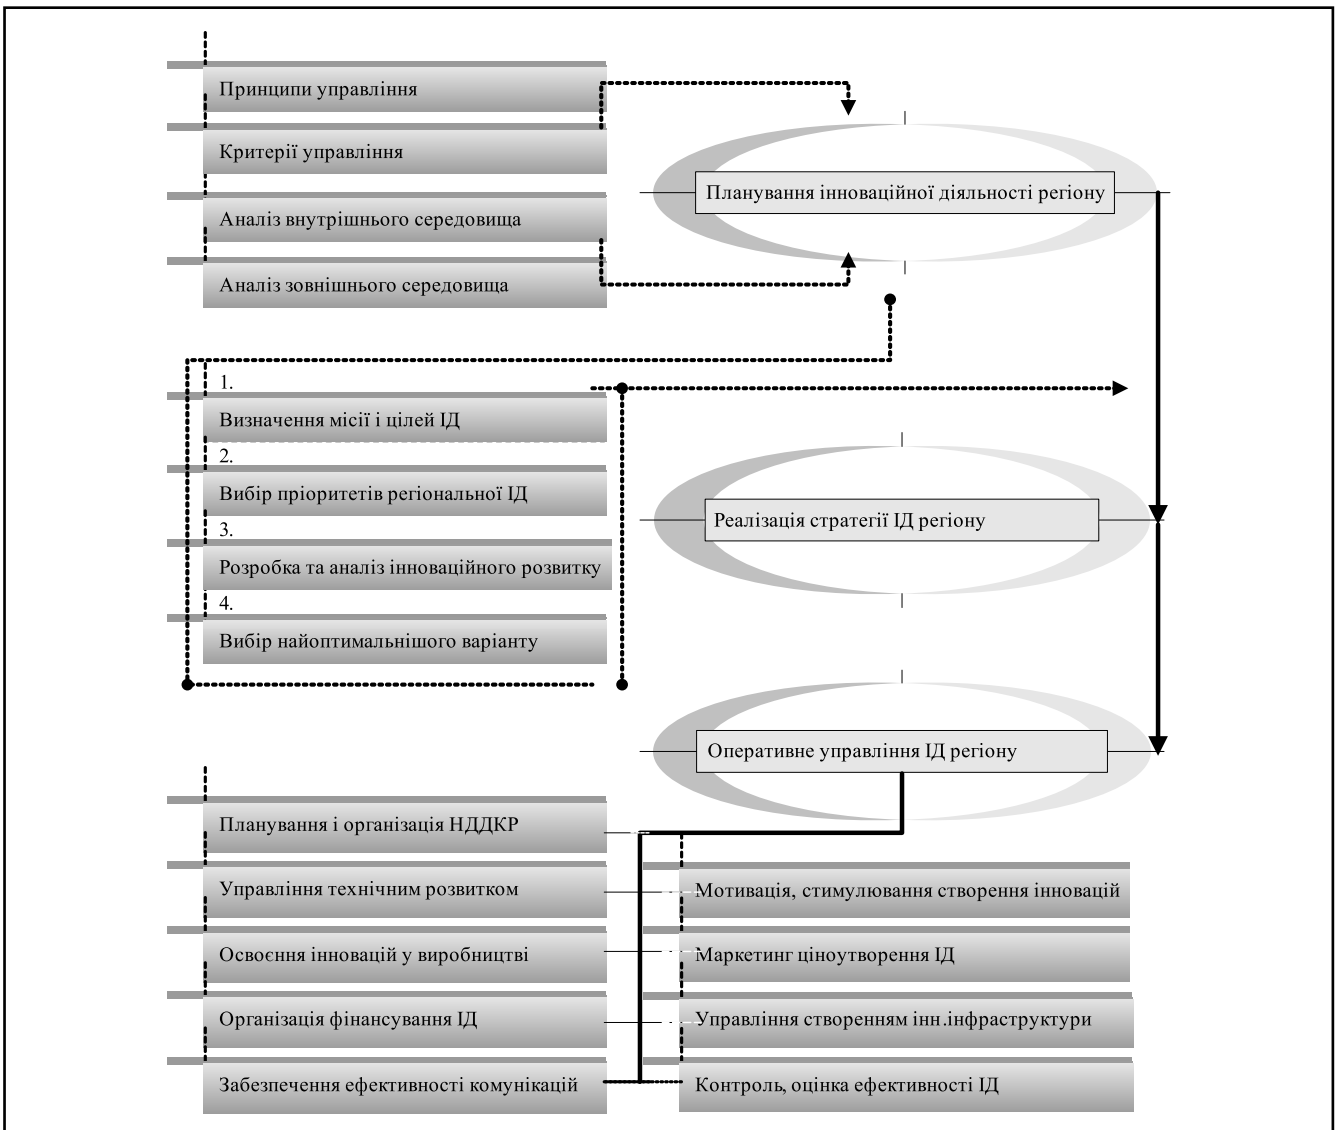 Принципи управління
Критерії управління
Аналіз внутрішнього середовища
Аналіз зовнішнього середовища
Планування інноваційної діяльності регіону
1.
Визначення місії і цілей ІД
2.
Вибір пріоритетів регіональної ІД
3.
Розробка та аналіз інноваційного розвитку
4.
Вибір найоптимальнішого варіанту
Реалізація стратегії ІД регіону
Оперативне управління ІД регіону
Планування і організація НДДКР
Управління технічним розвитком
Освоєння інновацій у виробництві
Організація фінансування ІД
Забезпечення ефективності комунікацій
Мотивація, стимулювання створення інновацій
Маркетинг ціноутворення ІД
Управління створенням інн.інфраструктури
Контроль, оцінка ефективності ІД